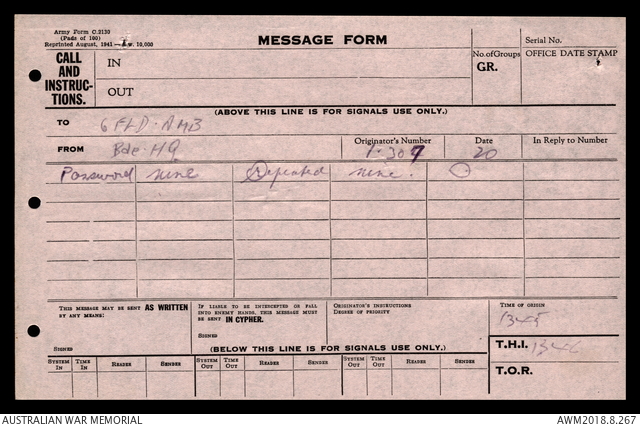 Army Form C.2130
(Pads of 100)
Reprinted August, 1941
MESSAGE FORM
Serial No.
CALL AND INSTRUC-TIONS.
IN
OUT
No. of Groups
GR.
OFFICE DATE STAMP
(ABOVE THIS LINE IS FOR SIGNALS USE ONLY.)
TO 6 FLD. AMB
FROM Bde. HQ
Originator's Number
Date 20
In Reply to Number
Password nine Repeated nine.
THIS MESSAGE MAY BE SENT AS WRITTEN BY ANY MEANS:
SIGNED
IF LIABLE TO BE INTERCEPTED OR FALL INTO ENEMY HANDS, THIS MESSAGE MUST BE SENT IN CYPHER.
SIGNED
ORIGINATOR'S INSTRUCTIONS
DEGREE OF PRIORITY
TIME OF ORIGIN
1345
T.H.I. 1346
T.O.R.
(BELOW THIS LINE IS FOR SIGNALS USE ONLY.)
SYSTEM IN TIME IN READER SENDER SYSTEM OUT TIME OUT READER SENDER SYSTEM OUT TIME OUT READER SENDER
AUSTRALIAN WAR MEMORIAL
AWM2018.8.267